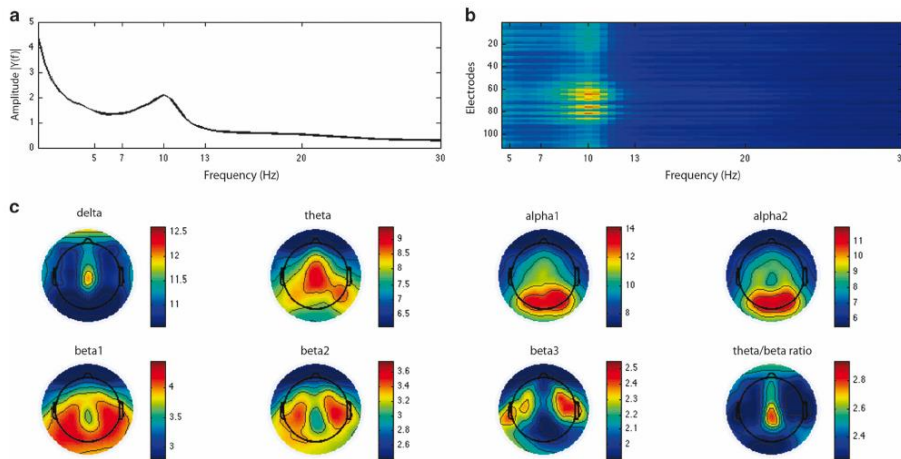 a
5
4
3
2
1
0
Amplitude |Y(f)|
5 7 10 13 20 30
Frequency (Hz)
b
20
40
60
80
100
Electrodes
5 7 10 13 20 3
Frequency (Hz)
c
delta
12.5
12
11.5
11
theta
9
8.5
8
7.5
7
6.5
alpha1
14
12
10
8
alpha2
11
10
9
8
7
6
beta1
4
3.5
3
beta2
3.6
3.4
3.2
3
2.8
2.6
beta3
2.5
2.4
2.3
2.2
2.1
2
theta/beta ratio
2.8
2.6
2.4